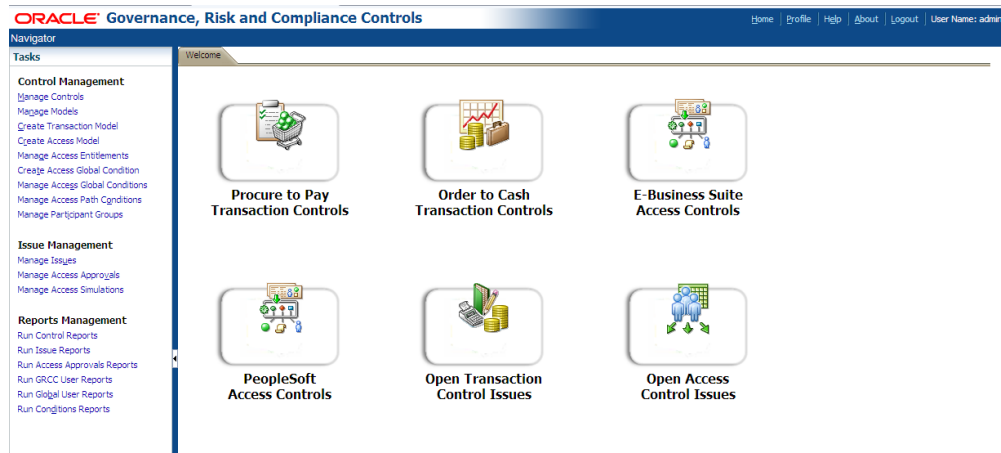 ORACLE Governance, Risk and Compliance Controls
Home Profile Help About Logout User Name: admin
Navigator
Tasks
Welcome
Control Management
Manage Controls
Manage Models
Create Transaction Model
Create Access Model
Manage Access Entitlements
Create Access Global Condition
Manage Access Global Conditions
Manage Access Path Conditions
Manage Participant Groups
Issue Management
Manage Issues
Manage Access Approvals
Manage Access Simulations
Reports Management
Run Control Reports
Run Issue Reports
Run Access Approvals Reports
Run GRCC User Reports
Run Global User Reports
Run Conditions Reports
Procure to Pay
Transaction Controls
Order to Cash
Transaction Controls
E-Business Suite
Access Controls
PeopleSoft
Access Controls
Open Transaction
Control Issues
Open Access
Control Issues